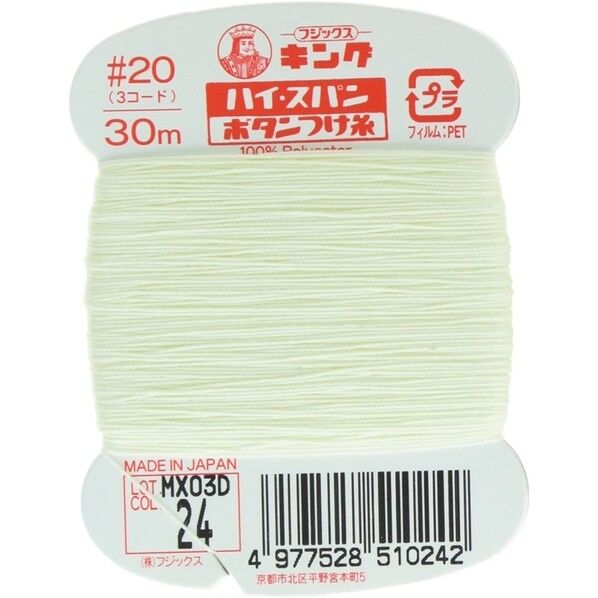 フジックス
キング
#20
(3コード)
30m
ハイ・スパン
ボタンつけ糸
100% Polyester
プラ
フィルム:PET
MADE IN JAPAN
LOT MX03D
COL 24
(株)フジックス
4 977528 510242
京都市北区平野宮本町5